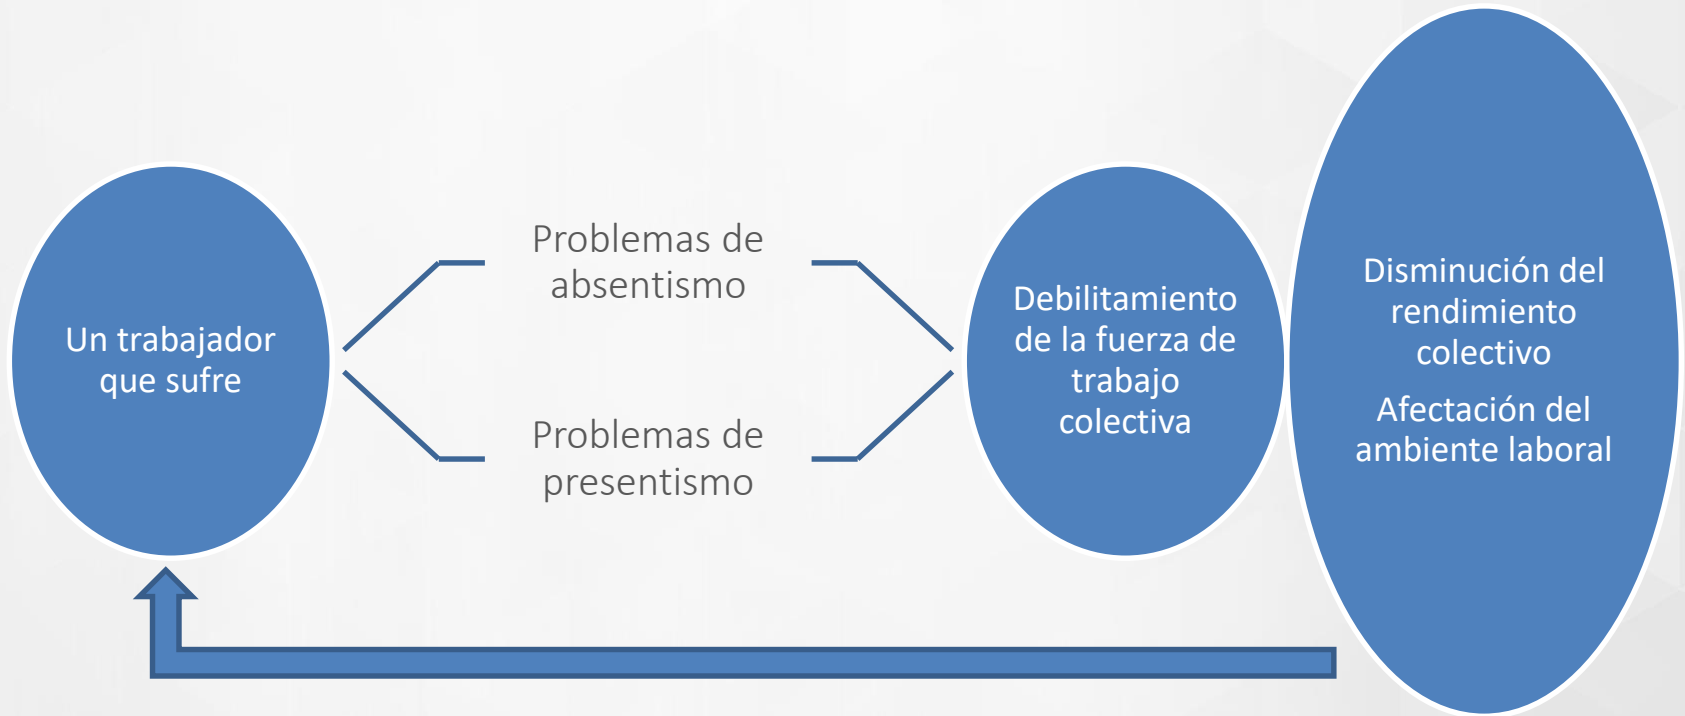 Un trabajador
que sufre
Problemas de
absentismo
Problemas de
presentismo
Debilitamiento
de la fuerza de
trabajo
colectiva
Disminución del
rendimiento
colectivo
Afectación del
ambiente laboral